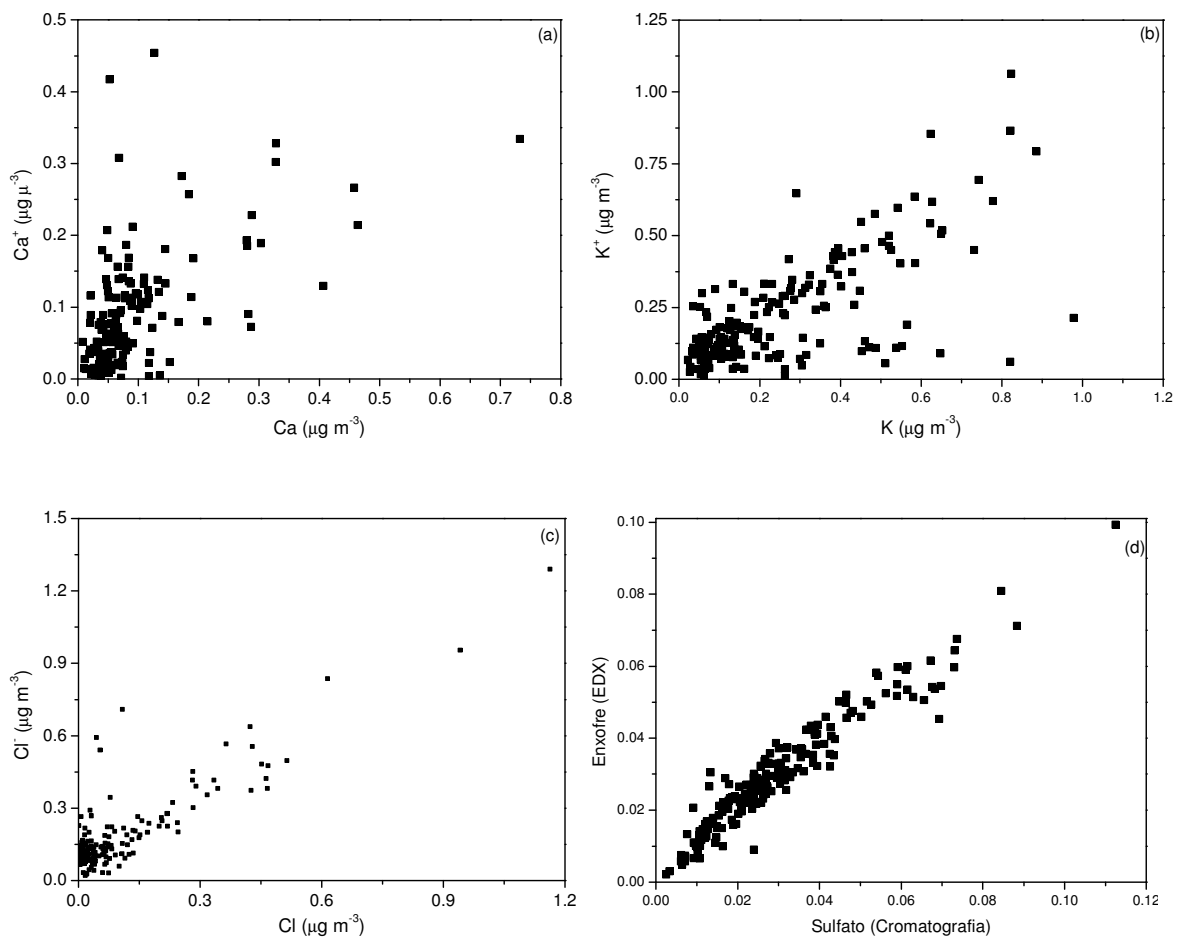 (a)
0.5
0.4
0.3
0.2
0.1
0.0
Ca⁺ (μg μ⁻³)
0.0 0.1 0.2 0.3 0.4 0.5 0.6 0.7 0.8
Ca (μg m⁻³)
(b)
1.25
1.00
0.75
0.50
0.25
0.00
K⁺ (μg m⁻³)
0.0 0.2 0.4 0.6 0.8 1.0 1.2
K (μg m⁻³)
(c)
1.5
1.2
0.9
0.6
0.3
0.0
Cl⁻ (μg m⁻³)
0.0 0.3 0.6 0.9 1.2
Cl (μg m⁻³)
(d)
0.10
0.08
0.06
0.04
0.02
0.00
Enxofre (EDX)
0.00 0.02 0.04 0.06 0.08 0.10 0.12
Sulfato (Cromatografia)